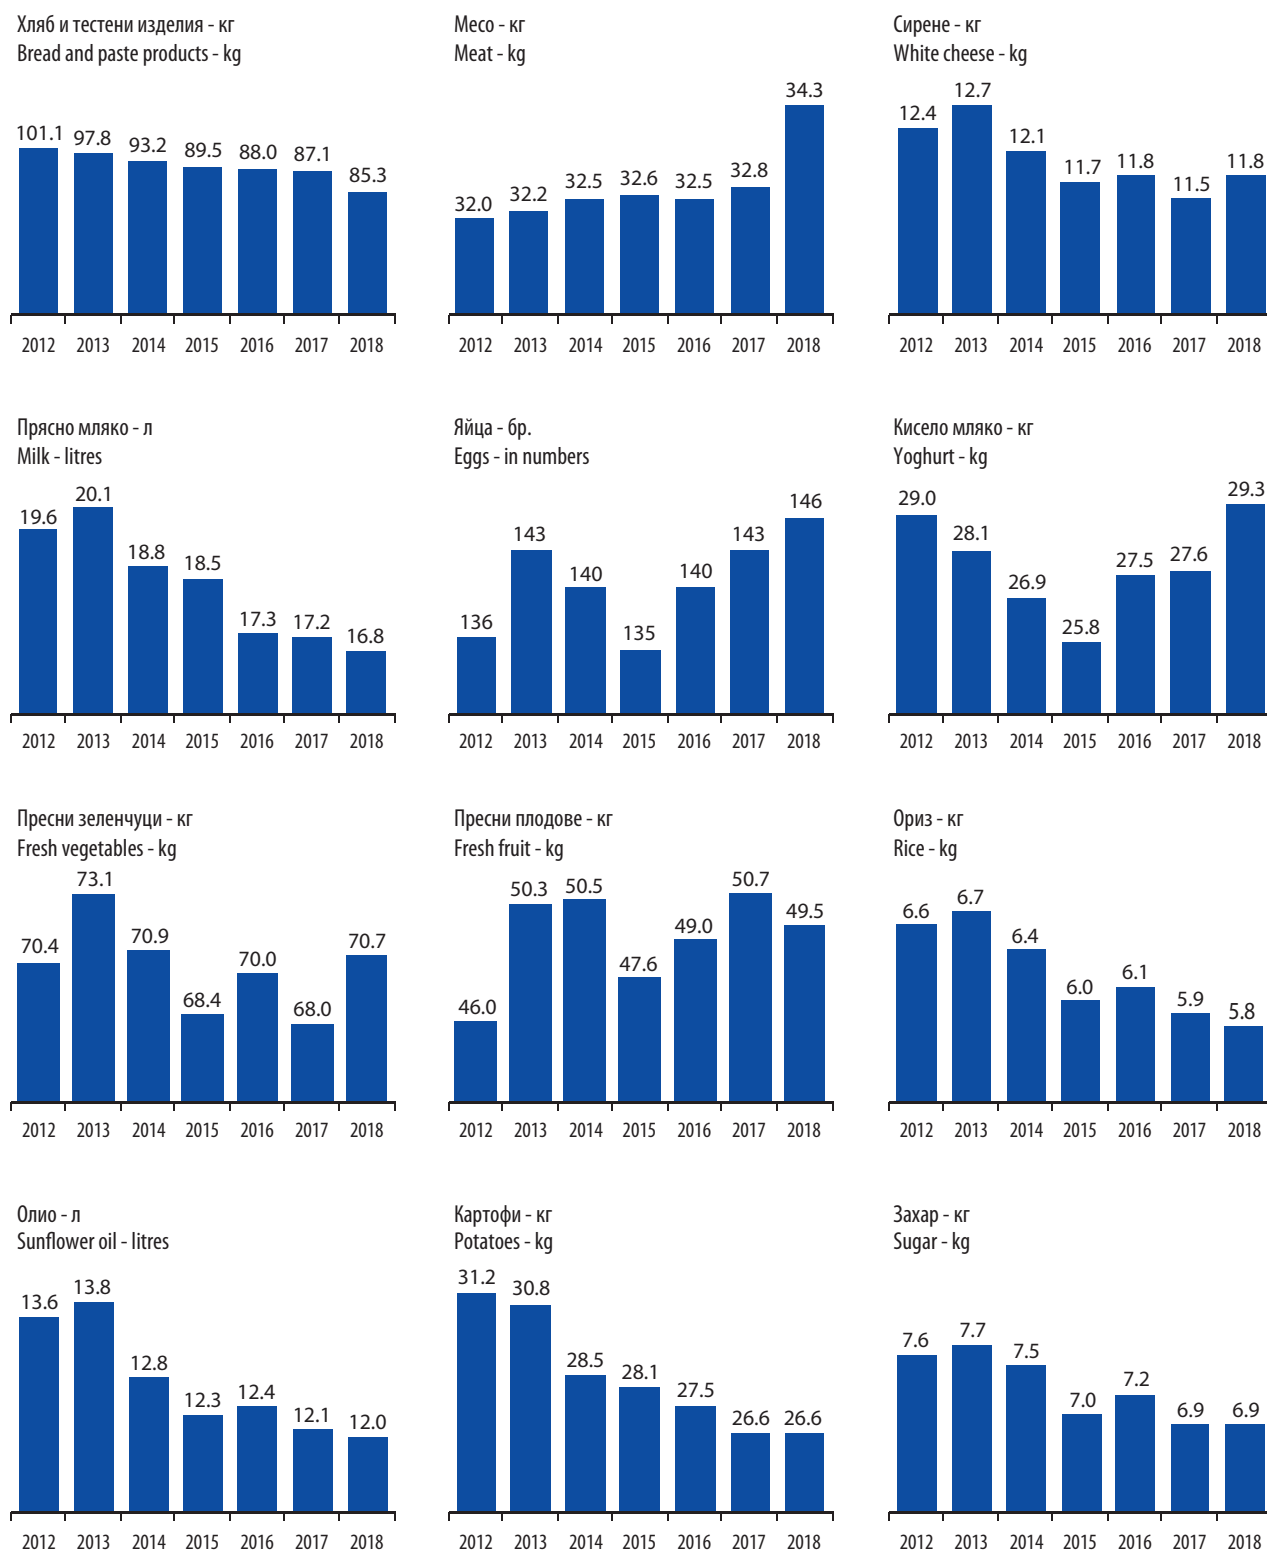 Хляб и тестени изделия - кг
Bread and paste products - kg
101.1 97.8 93.2 89.5 88.0 87.1 85.3
2012 2013 2014 2015 2016 2017 2018
Месо - кг
Meat - kg
32.0 32.2 32.5 32.6 32.5 32.8 34.3
2012 2013 2014 2015 2016 2017 2018
Сирене - кг
White cheese - kg
12.4 12.7 12.1 11.7 11.8 11.5 11.8
2012 2013 2014 2015 2016 2017 2018
Прясно мляко - л
Milk - litres
19.6 20.1 18.8 18.5 17.3 17.2 16.8
2012 2013 2014 2015 2016 2017 2018
Яйца - бр.
Eggs - in numbers
136 143 140 135 140 143 146
2012 2013 2014 2015 2016 2017 2018
Кисело мляко - кг
Yoghurt - kg
29.0 28.1 26.9 25.8 27.5 27.6 29.3
2012 2013 2014 2015 2016 2017 2018
Пресни зеленчуци - кг
Fresh vegetables - kg
70.4 73.1 70.9 68.4 70.0 68.0 70.7
2012 2013 2014 2015 2016 2017 2018
Пресни плодове - кг
Fresh fruit - kg
46.0 50.3 50.5 47.6 49.0 50.7 49.5
2012 2013 2014 2015 2016 2017 2018
Ориз - кг
Rice - kg
6.6 6.7 6.4 6.0 6.1 5.9 5.8
2012 2013 2014 2015 2016 2017 2018
Олио - л
Sunflower oil - litres
13.6 13.8 12.8 12.3 12.4 12.1 12.0
2012 2013 2014 2015 2016 2017 2018
Картофи - кг
Potatoes - kg
31.2 30.8 28.5 28.1 27.5 26.6 26.6
2012 2013 2014 2015 2016 2017 2018
Захар - кг
Sugar - kg
7.6 7.7 7.5 7.0 7.2 6.9 6.9
2012 2013 2014 2015 2016 2017 2018